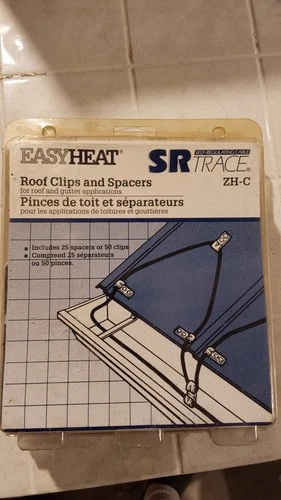 EASYHEAT®
SR SELF-REGULATING CABLE
TRACE®
Roof Clips and Spacers ZH-C
for roof and gutter applications
Pinces de toit et séparateurs
pour les applications de toitures et gouttières
■ Includes 25 spacers or 50 clips
■ Comprend 25 séparateurs
ou 50 pinces.